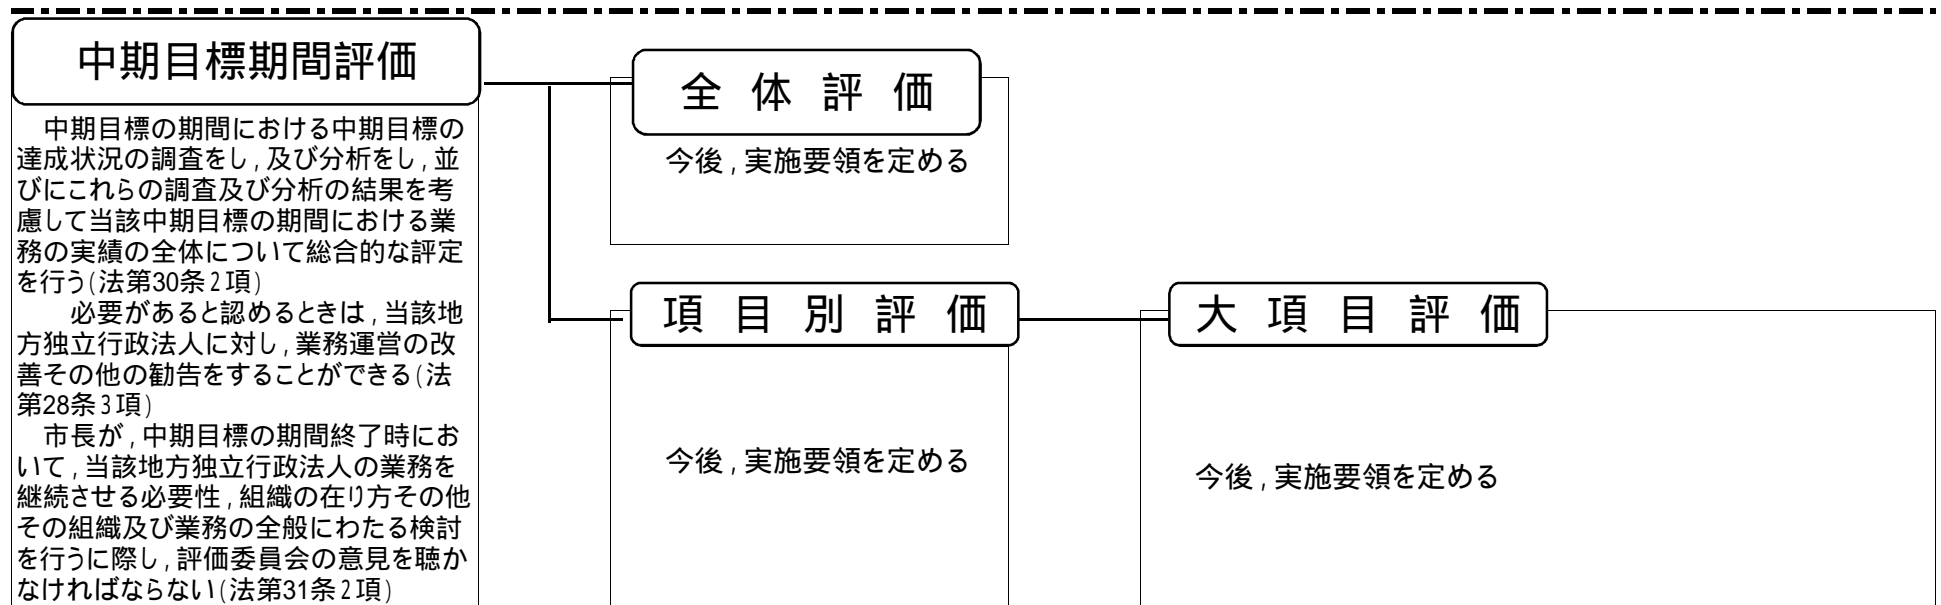 中期目標期間評価
中期目標の期間における中期目標の
達成状況の調査をし,及び分析をし,並
びにこれらの調査及び分析の結果を考
慮して当該中期目標の期間における業
務の実績の全体について総合的な評定
を行う(法第30条2項)
必要があると認めるときは,当該地
方独立行政法人に対し,業務運営の改
善その他の勧告をすることができる(法
第28条3項)
市長が,中期目標の期間終了時にお
いて,当該地方独立行政法人の業務を
継続させる必要性,組織の在り方その他
その組織及び業務の全般にわたる検討
を行うに際し,評価委員会の意見を聴か
なければならない(法第31条2項)
全体評価
今後,実施要領を定める
項目別評価
今後,実施要領を定める
大項目評価
今後,実施要領を定める